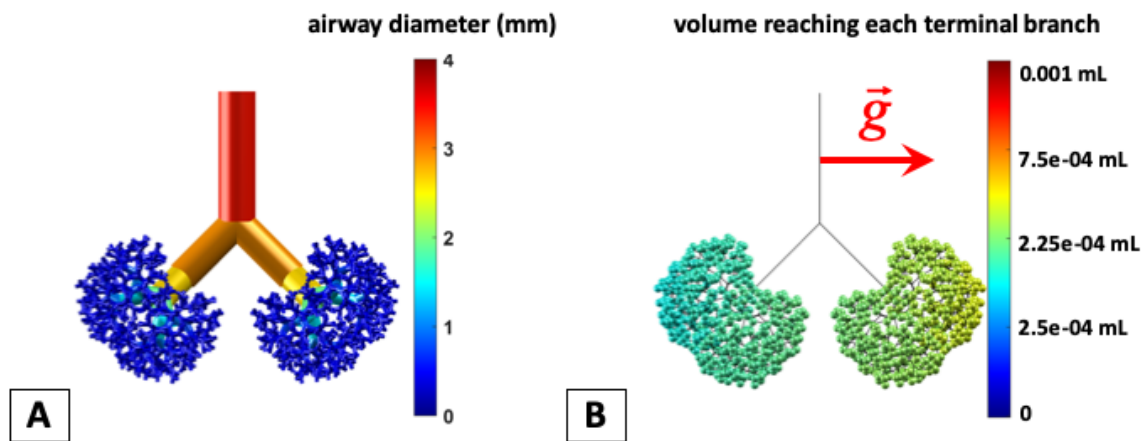 airway diameter (mm)
4
3
2
1
0
A
volume reaching each terminal branch
0.001 mL
7.5e-04 mL
2.25e-04 mL
2.5e-04 mL
0
g⃗
B